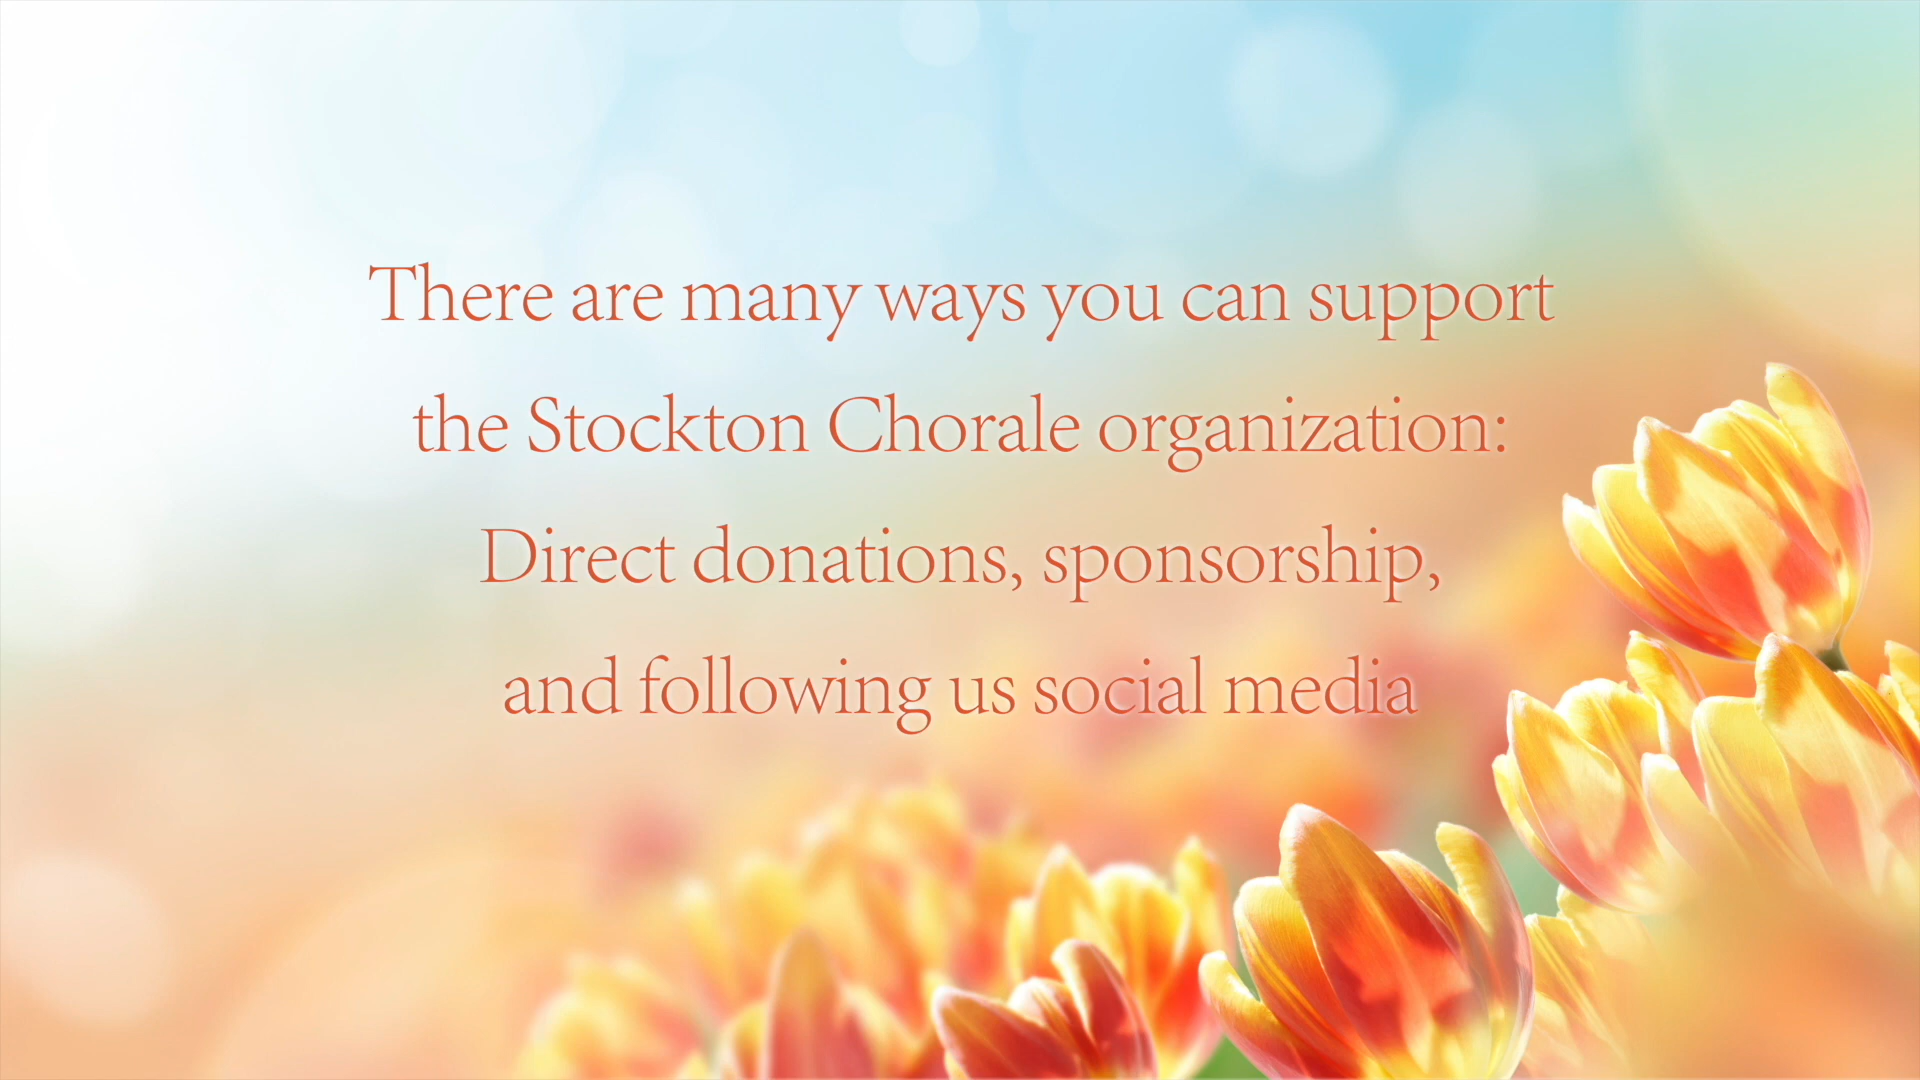 There are many ways you can support
the Stockton Chorale organization:
Direct donations, sponsorship,
and following us social media